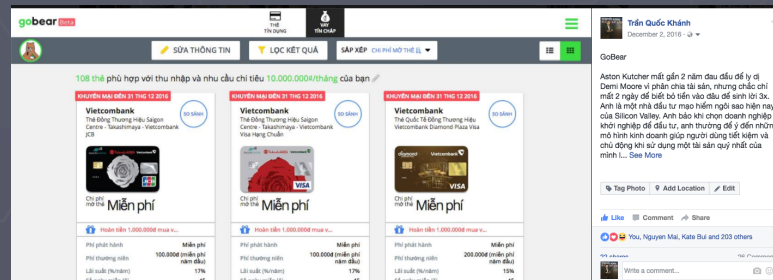 gobear Beta
THẺ
TÍN DỤNG
VAY
TÍN CHẤP
SỬA THÔNG TIN
LỌC KẾT QUẢ
SẮP XẾP CHI PHÍ MỞ THẺ
108 thẻ phù hợp với thu nhập và nhu cầu chi tiêu 10.000.000₫/tháng của bạn
KHUYẾN MẠI ĐẾN 31 THG 12 2016
Vietcombank
Thẻ Đồng Thương Hiệu Saigon
Centre - Takashimaya - Vietcombank
JCB
SO SÁNH
Chi phí
mở thẻ Miễn phí
Hoàn tiền 1.000.000₫ mua v...
Phí phát hành Miễn phí
Phí thường niên 100.000₫ (miễn phí
năm đầu)
Lãi suất (%/năm) 17%
KHUYẾN MẠI ĐẾN 31 THG 12 2016
Vietcombank
Thẻ Đồng Thương Hiệu Saigon
Centre - Takashimaya - Vietcombank
Visa Hạng Chuẩn
SO SÁNH
VISA
Chi phí
mở thẻ Miễn phí
Hoàn tiền 1.000.000₫ mua v...
Phí phát hành Miễn phí
Phí thường niên 100.000₫ (miễn phí
năm đầu)
Lãi suất (%/năm) 17%
KHUYẾN MẠI ĐẾN 31 THG 12 2016
Vietcombank
Thẻ Quốc Tế Đồng Thương Hiệu
Vietcombank Diamond Plaza Visa
SO SÁNH
diamond Vietcombank
VISA
Chi phí
mở thẻ Miễn phí
Hoàn tiền 1.000.000₫ mua v...
Phí phát hành Miễn phí
Phí thường niên 200.000₫ (miễn phí
năm đầu)
Lãi suất (%/năm) 15%
Trần Quốc Khánh
December 2, 2016
GoBear
Aston Kutcher mất gần 2 năm đau đầu để ly dị
Demi Moore vì phân chia tài sản, nhưng chắc chỉ
mất 2 ngày để biết bỏ tiền vào đâu để sinh lời 3x.
Anh là một nhà đầu tư mạo hiểm ngôi sao hiện nay
của Silicon Valley. Anh bảo khi chọn doanh nghiệp
khởi nghiệp để đầu tư, anh thường để ý đến nhữn
mô hình kinh doanh giúp người dùng tiết kiệm và
chủ động khi sử dụng một tài sản quý nhất của
mình l... See More
Tag Photo Add Location Edit
Like Comment Share
You, Nguyen Mai, Kate Bui and 203 others
Write a comment...